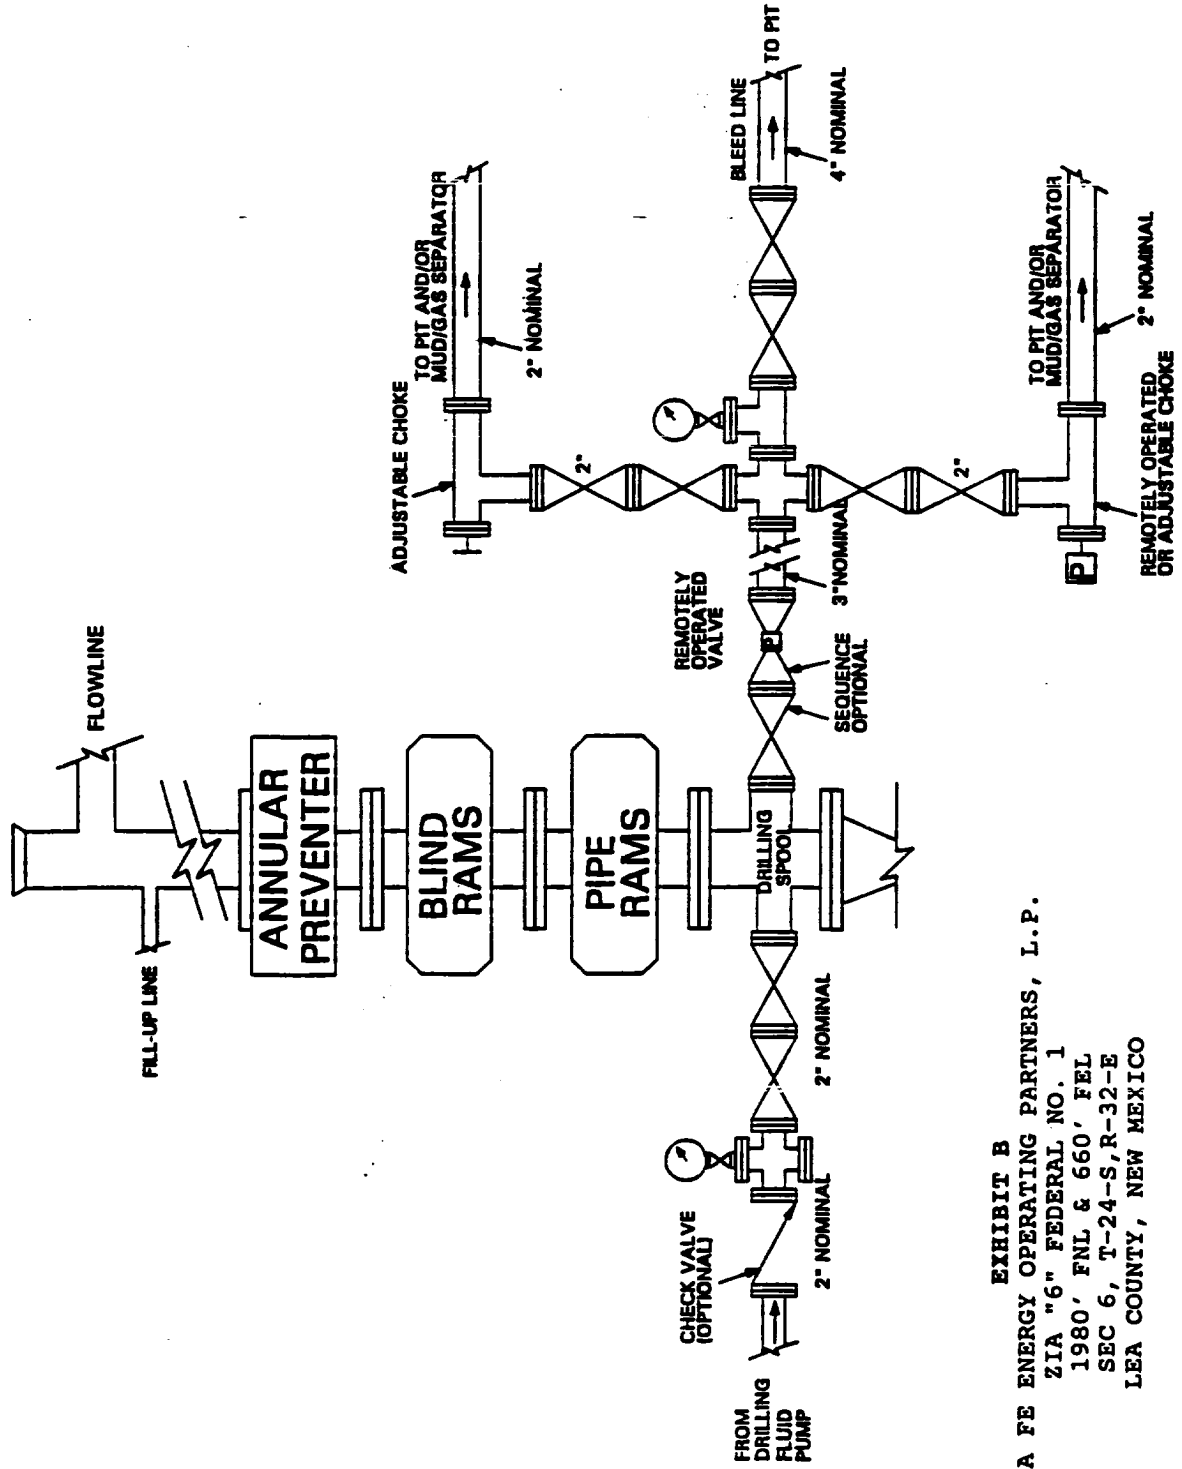 FLOWLINE
FILL-UP LINE
ANNULAR
PREVENTER
BLIND
RAMS
PIPE
RAMS
DRILLING
SPOOL
ADJUSTABLE CHOKE
TO PIT AND/OR
MUD/GAS SEPARATOR
2" NOMINAL
2"
BLEED LINE
TO PIT
4" NOMINAL
REMOTELY
OPERATED
VALVE
P
3" NOMINAL
SEQUENCE
OPTIONAL
2"
TO PIT AND/OR
MUD/GAS SEPARATOR
2" NOMINAL
P
REMOTELY OPERATED
OR ADJUSTABLE CHOKE
2" NOMINAL
CHECK VALVE
(OPTIONAL)
2" NOMINAL
FROM
DRILLING
FLUID
PUMP
EXHIBIT B
A FE ENERGY OPERATING PARTNERS, L.P.
ZIA "6" FEDERAL NO. 1
1980' FNL & 660' FEL
SEC 6, T-24-S, R-32-E
LEA COUNTY, NEW MEXICO